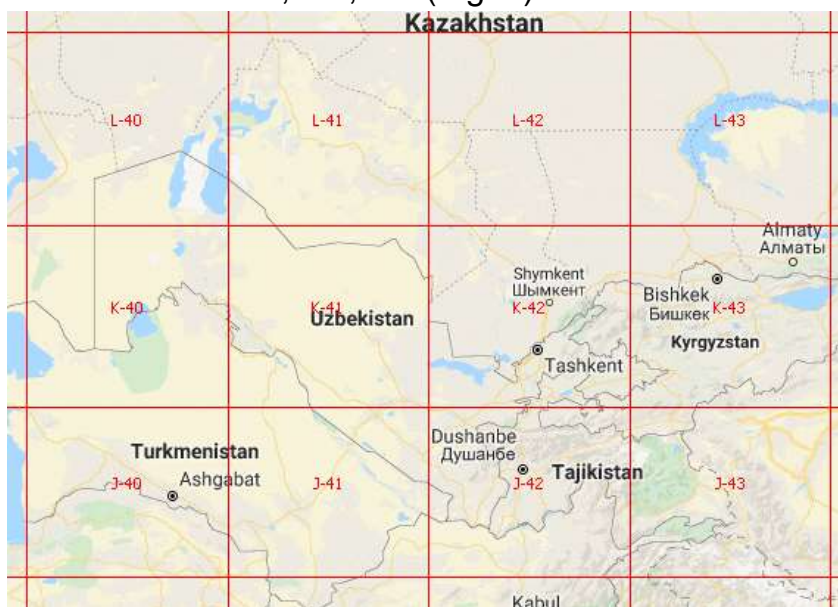 Kazakhstan
L-40
L-41
L-42
L-43
Almaty
Алматы
Shymkent
Шымкент
Bishkek
Бишкек
K-40
K-41
K-42
K-43
Uzbekistan
Kyrgyzstan
Tashkent
Dushanbe
Душанбе
Turkmenistan
Ashgabat
Tajikistan
J-40
J-41
J-42
J-43
Kabul